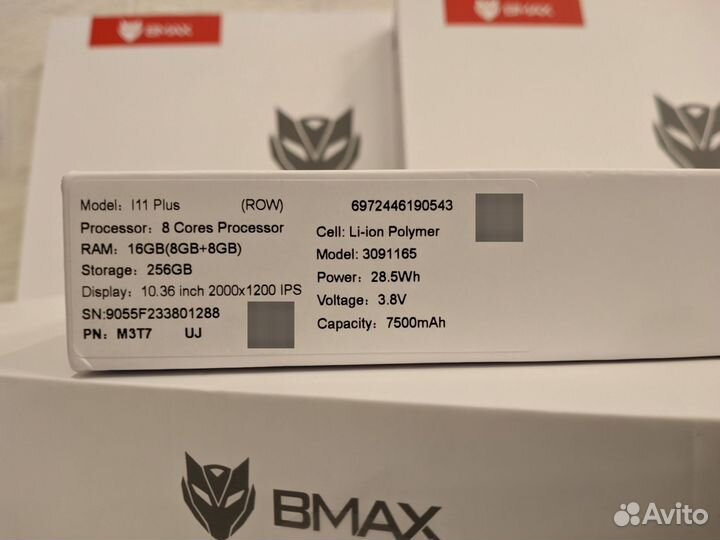 BMAX
BMAX
Model: I11 Plus (ROW)
Processor: 8 Cores Processor
RAM: 16GB(8GB+8GB)
Storage: 256GB
Display: 10.36 inch 2000x1200 IPS
SN:9055F233801288
PN: M3T7 UJ
6972446190543
Cell: Li-ion Polymer
Model: 3091165
Power: 28.5Wh
Voltage: 3.8V
Capacity: 7500mAh
BMAX
Avito